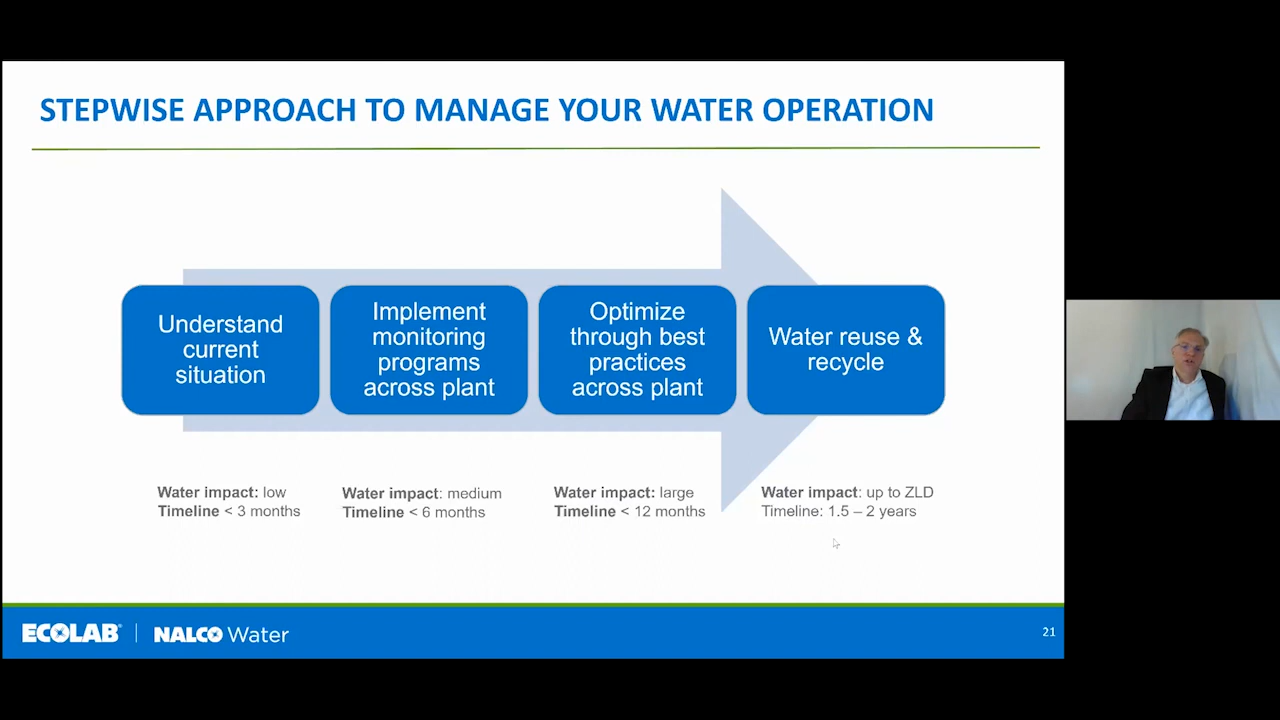 STEPWISE APPROACH TO MANAGE YOUR WATER OPERATION
Understand
current
situation
Implement
monitoring
programs
across plant
Optimize
through best
practices
across plant
Water reuse &
recycle
Water impact: low
Timeline < 3 months
Water impact: medium
Timeline < 6 months
Water impact: large
Timeline < 12 months
Water impact: up to ZLD
Timeline: 1.5 – 2 years
ECOLAB®
NALCO Water
21